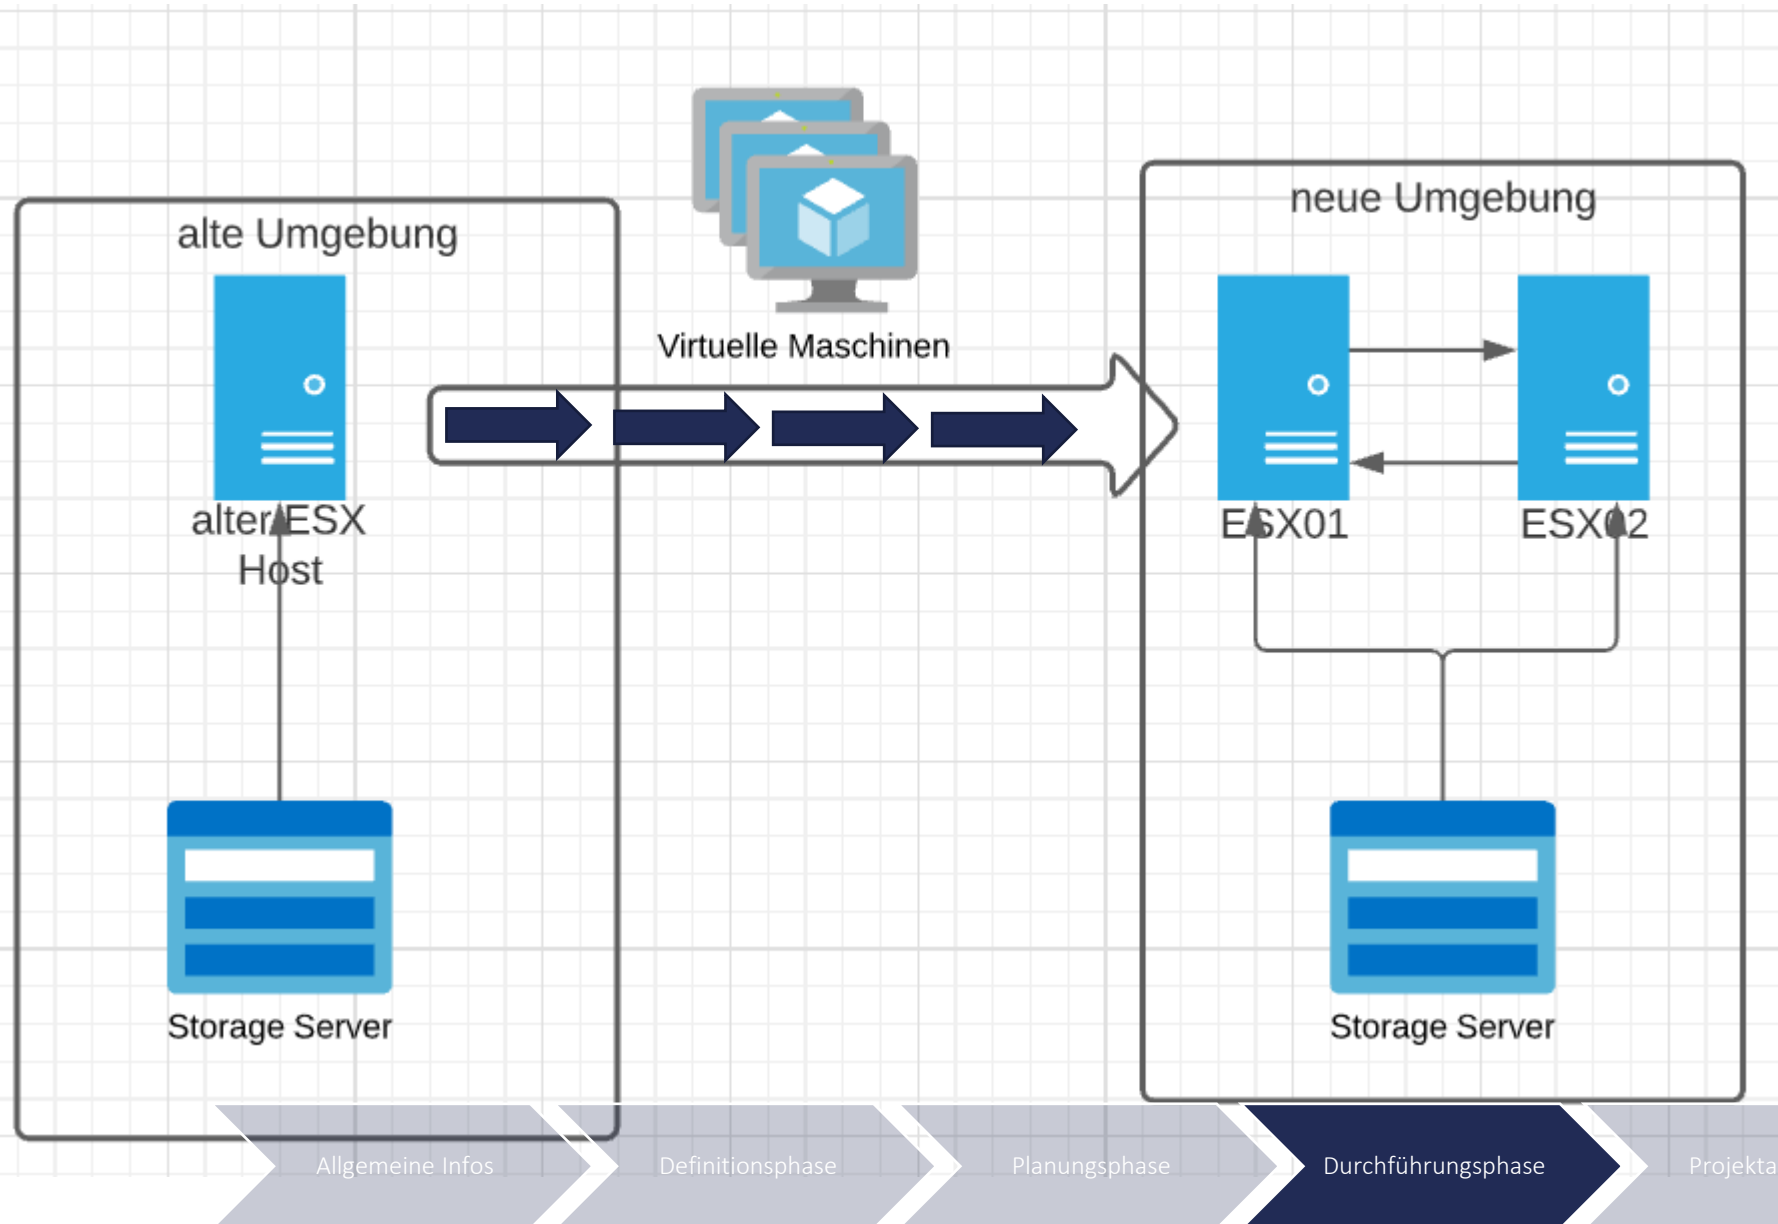 alte Umgebung
alter ESX
Host
Storage Server
Virtuelle Maschinen
neue Umgebung
ESX01
ESX02
Storage Server
Allgemeine Infos
Definitionsphase
Planungsphase
Durchführungsphase
Projekta